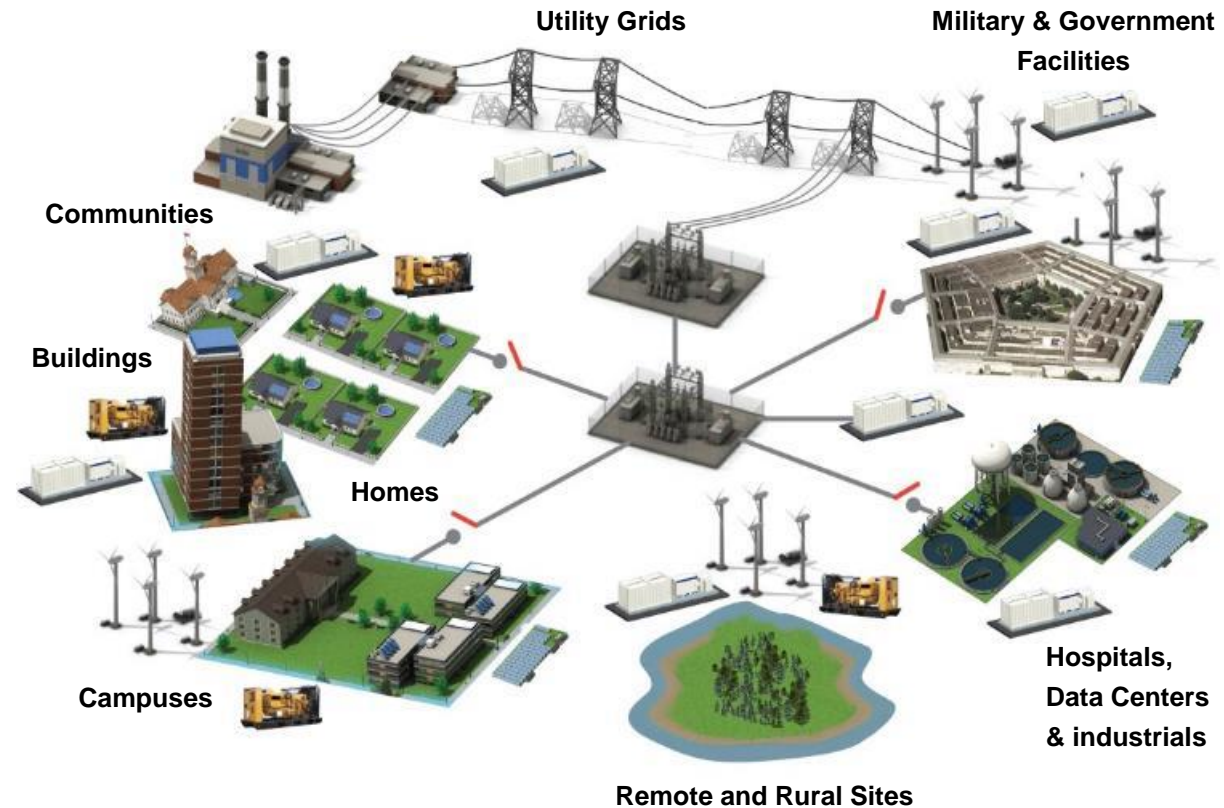 Utility Grids
Military & Government
Facilities
Communities
Buildings
Homes
Campuses
Hospitals,
Data Centers
& industrials
Remote and Rural Sites